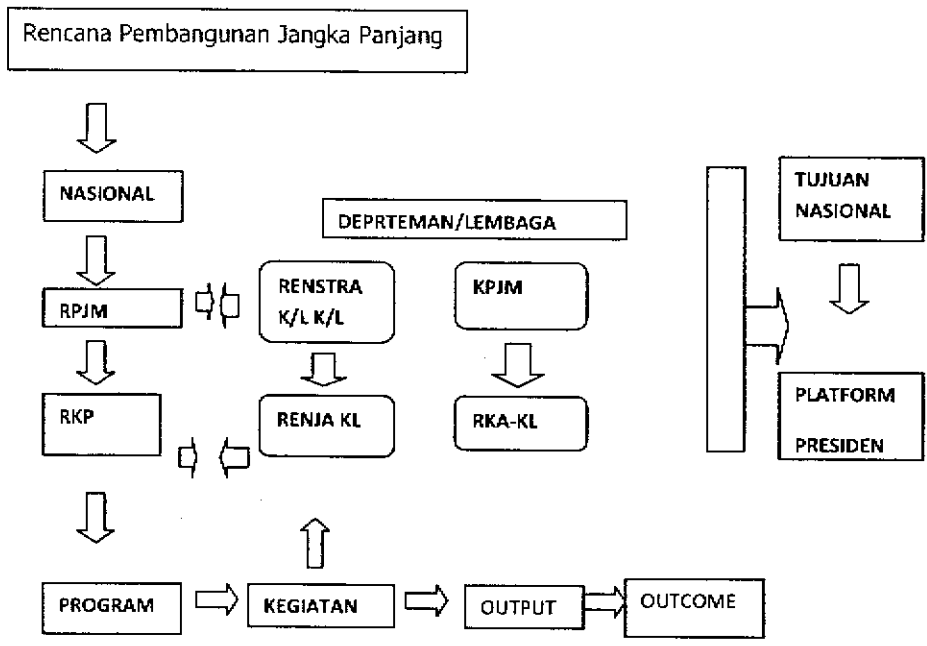 Rencana Pembangunan Jangka Panjang
NASIONAL
DEPRTEMAN/LEMBAGA
TUJUAN
NASIONAL
RPJM
RENSTRA
K/L K/L
KPJM
RKP
RENJA KL
RKA-KL
PLATFORM
PRESIDEN
PROGRAM
KEGIATAN
OUTPUT
OUTCOME